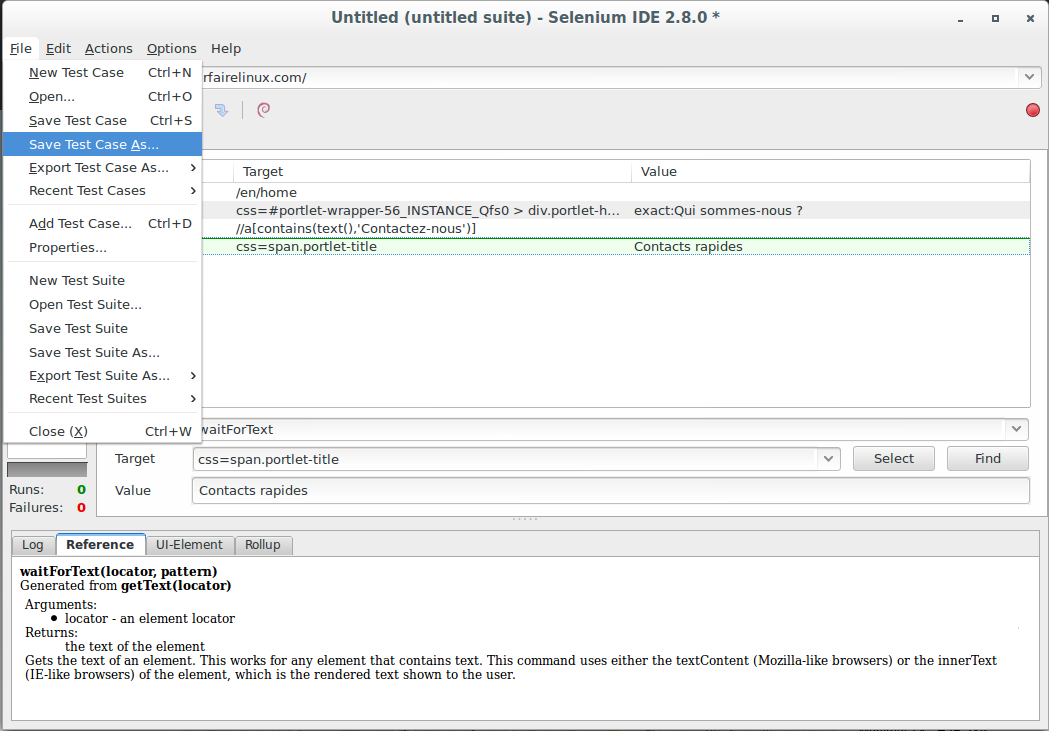 Untitled (untitled suite) - Selenium IDE 2.8.0 *
File Edit Actions Options Help
New Test Case Ctrl+N
rfairelinux.com/
Open... Ctrl+O
Save Test Case Ctrl+S
Save Test Case As...
Export Test Case As...
Recent Test Cases
Add Test Case... Ctrl+D
Properties...
New Test Suite
Open Test Suite...
Save Test Suite
Save Test Suite As...
Export Test Suite As...
Recent Test Suites
Close (X) Ctrl+W
Target Value
/en/home
css=#portlet-wrapper-56_INSTANCE_Qfs0 > div.portlet-h... exact:Qui sommes-nous ?
//a[contains(text(),'Contactez-nous')]
css=span.portlet-title Contacts rapides
waitForText
Target css=span.portlet-title Select Find
Value Contacts rapides
Runs: 0
Failures: 0
Log Reference UI-Element Rollup
waitForText(locator, pattern)
Generated from getText(locator)
Arguments:
locator - an element locator
Returns:
the text of the element
Gets the text of an element. This works for any element that contains text. This command uses either the textContent (Mozilla-like browsers) or the innerText
(IE-like browsers) of the element, which is the rendered text shown to the user.